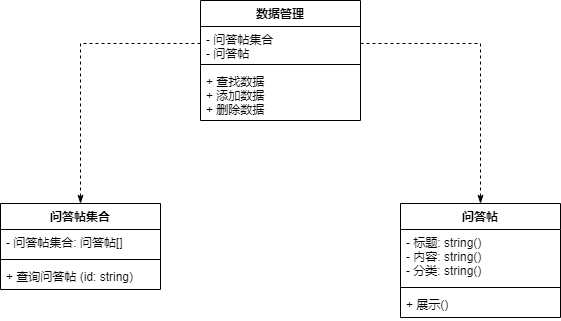 数据管理
- 问答帖集合
- 问答帖
+ 查找数据
+ 添加数据
+ 删除数据
问答帖集合
- 问答帖集合: 问答帖[]
+ 查询问答帖 (id: string)
问答帖
- 标题: string()
- 内容: string()
- 分类: string()
+ 展示()